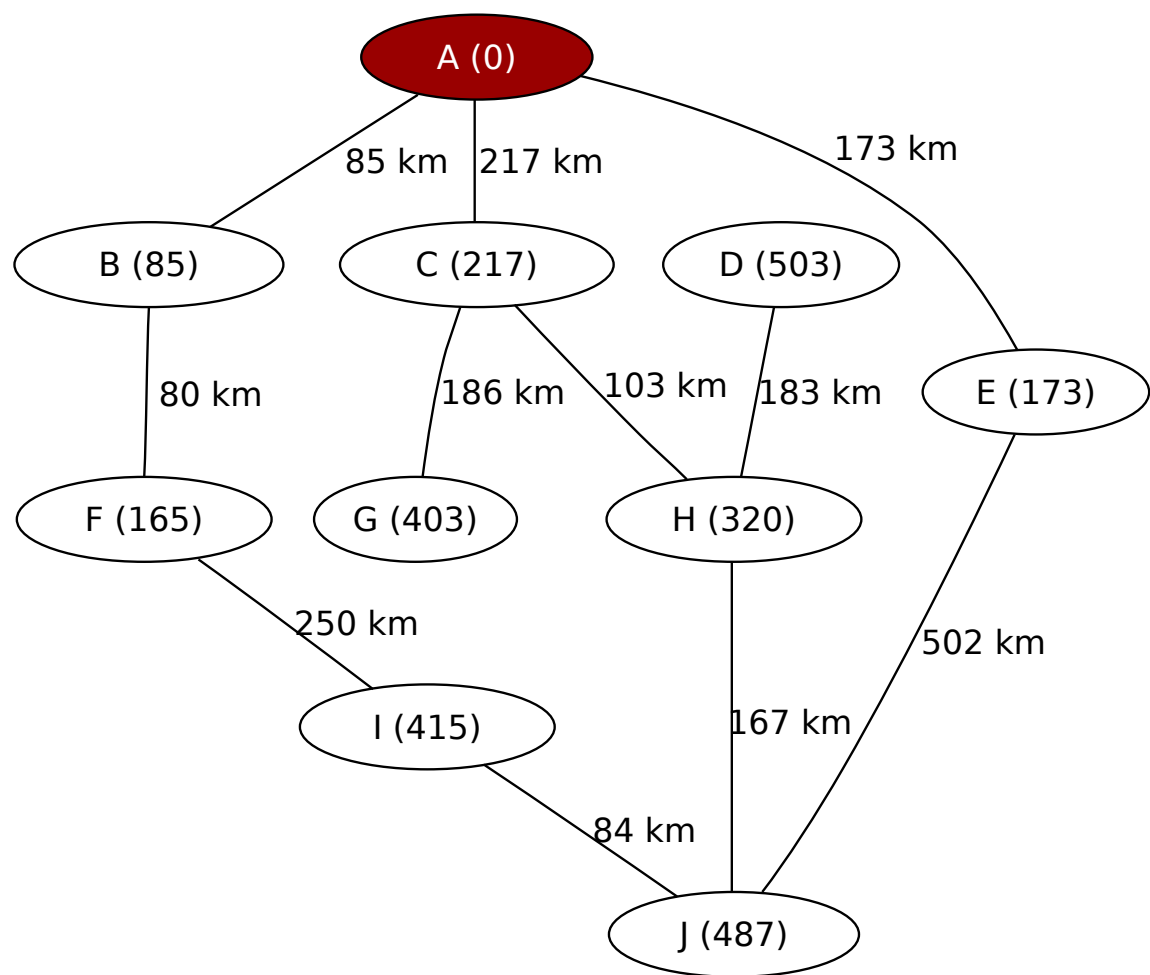 A (0)
85 km
217 km
173 km
B (85)
C (217)
D (503)
E (173)
80 km
186 km
103 km
183 km
F (165)
G (403)
H (320)
250 km
502 km
I (415)
167 km
84 km
J (487)